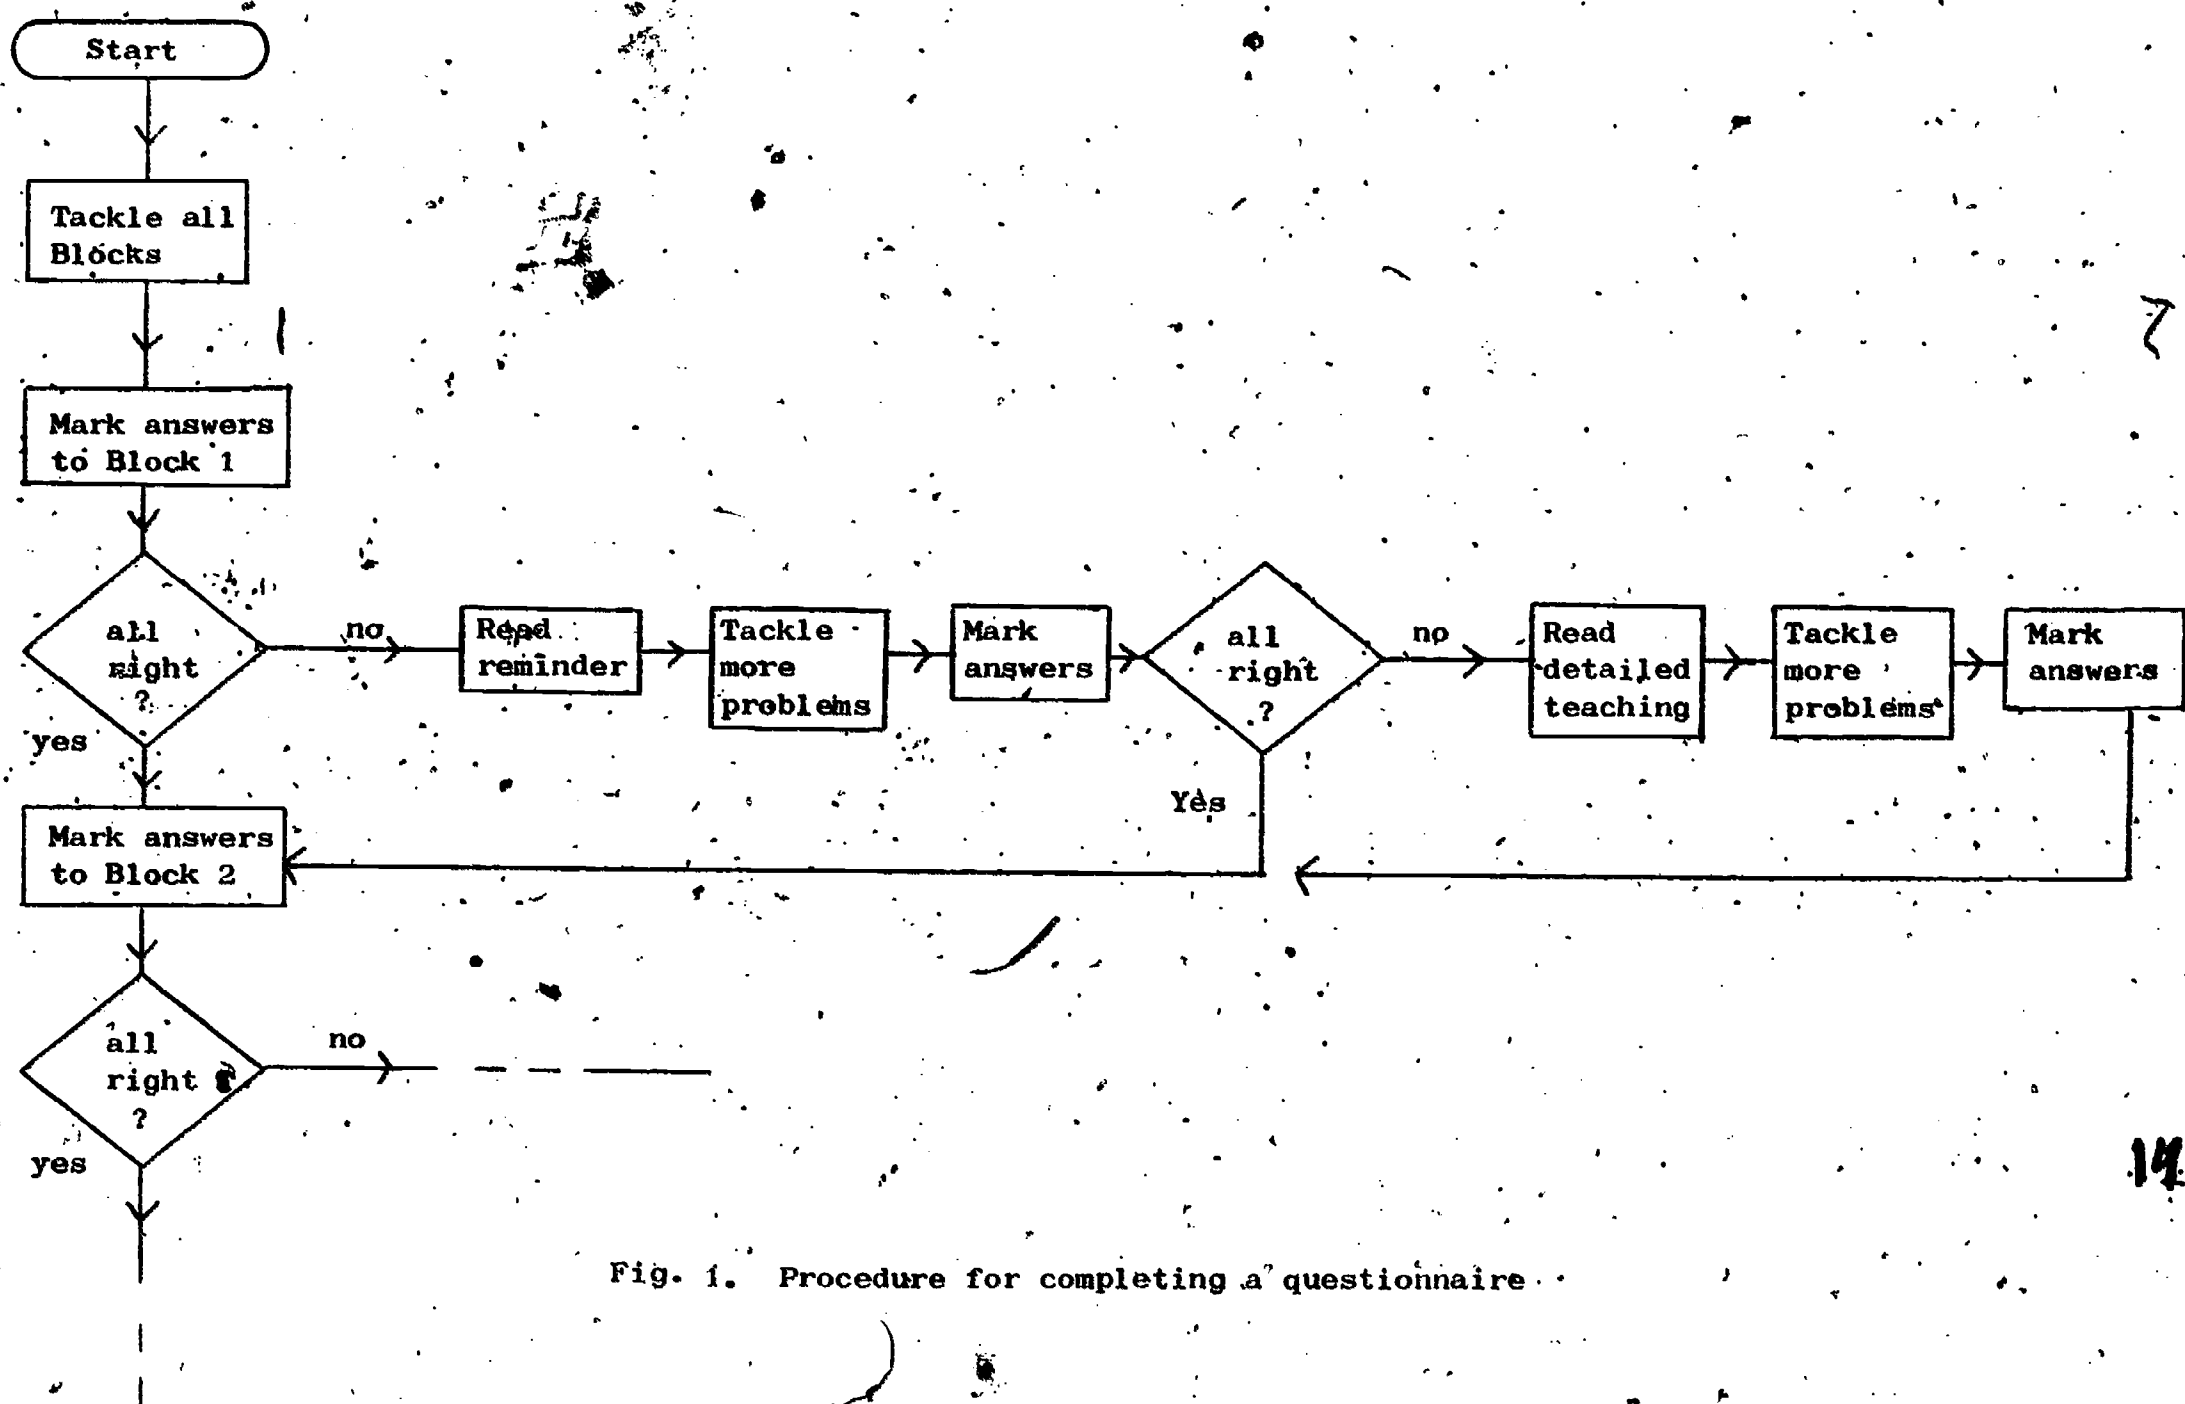 Start
Tackle all
Blocks
Mark answers
to Block 1
all
right
?
no
yes
Read
reminder
Tackle
more
problems
Mark
answers
all
right
?
no
Yes
Read
detailed
teaching
Tackle
more
problems
Mark
answers
Mark answers
to Block 2
all
right
?
no
yes
7
14
Fig. 1. Procedure for completing a questionnaire